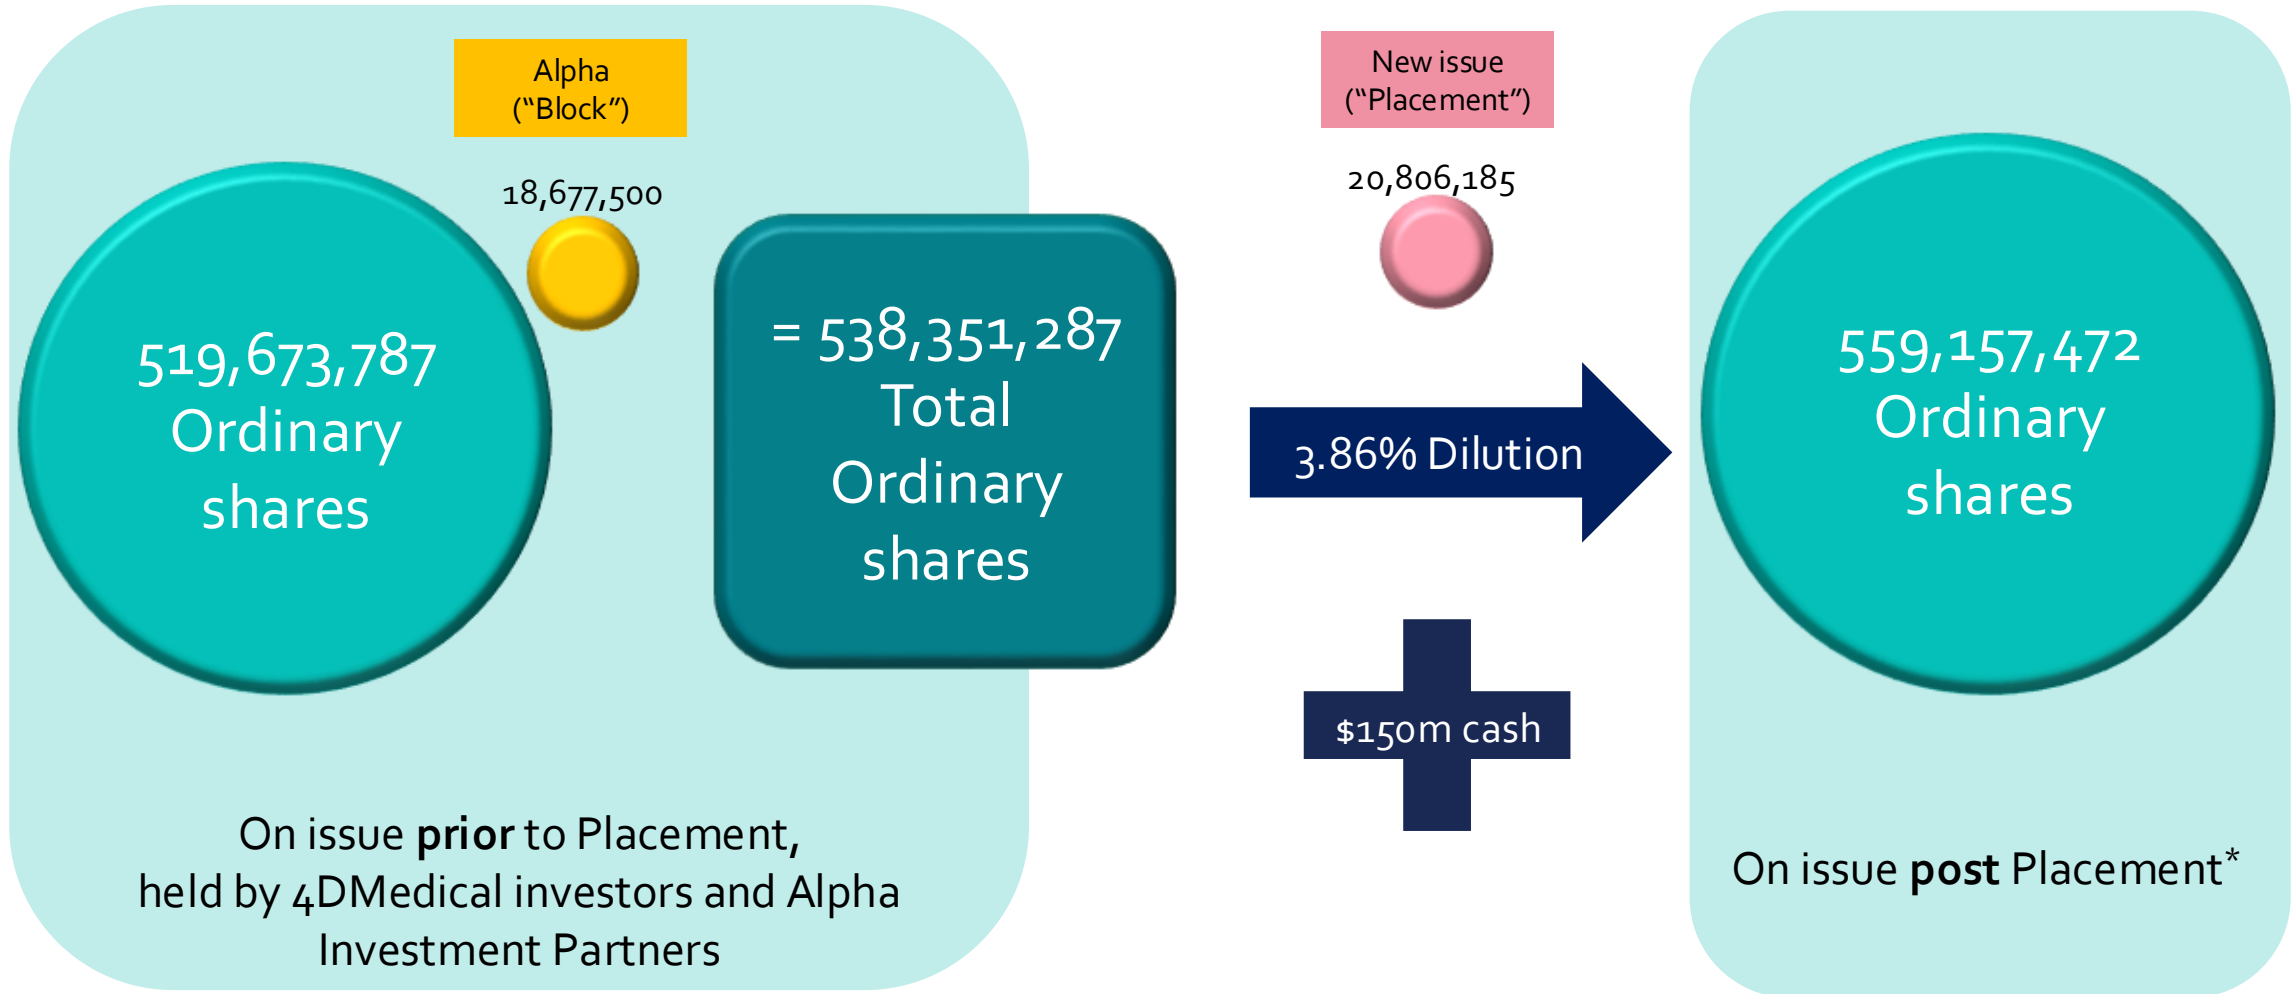 Alpha
(“Block”)
18,677,500
519,673,787
Ordinary
shares
= 538,351,287
Total
Ordinary
shares
On issue prior to Placement,
held by 4DMedical investors and Alpha
Investment Partners
New issue
(“Placement”)
20,806,185
3.86% Dilution
$150m cash
559,157,472
Ordinary
shares
On issue post Placement*